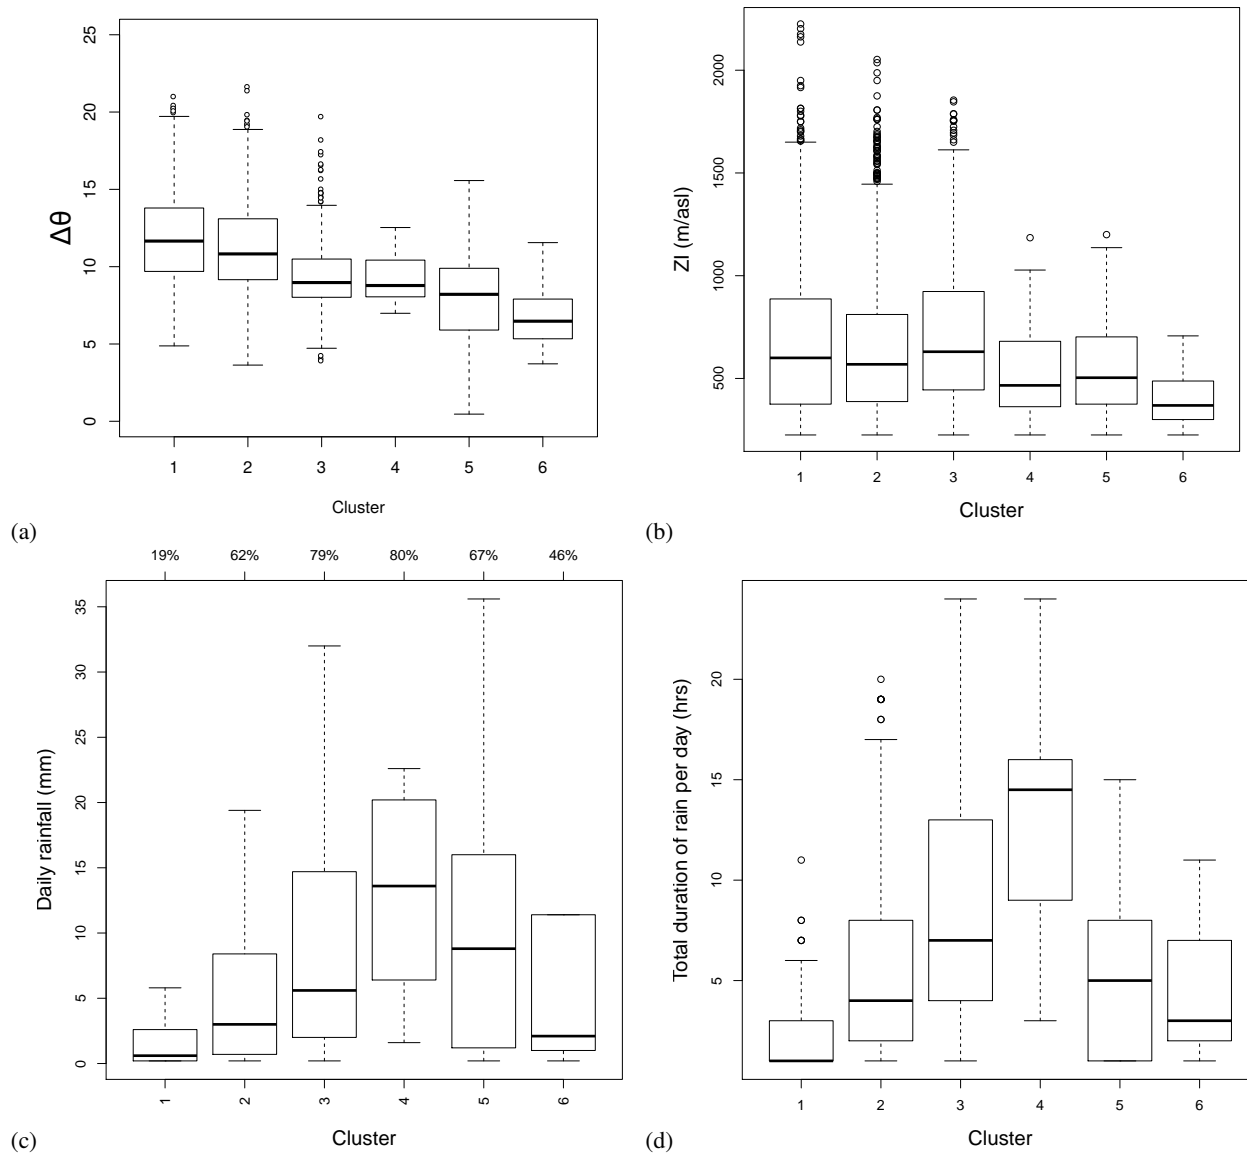 25
20
15
10
5
0
Δθ
1 2 3 4 5 6
Cluster
(a)
2000
1500
1000
500
ZI (m/asl)
1 2 3 4 5 6
Cluster
(b)
19% 62% 79% 80% 67% 46%
35
30
25
20
15
10
5
0
Daily rainfall (mm)
1 2 3 4 5 6
Cluster
(c)
20
15
10
5
Total duration of rain per day (hrs)
1 2 3 4 5 6
Cluster
(d)